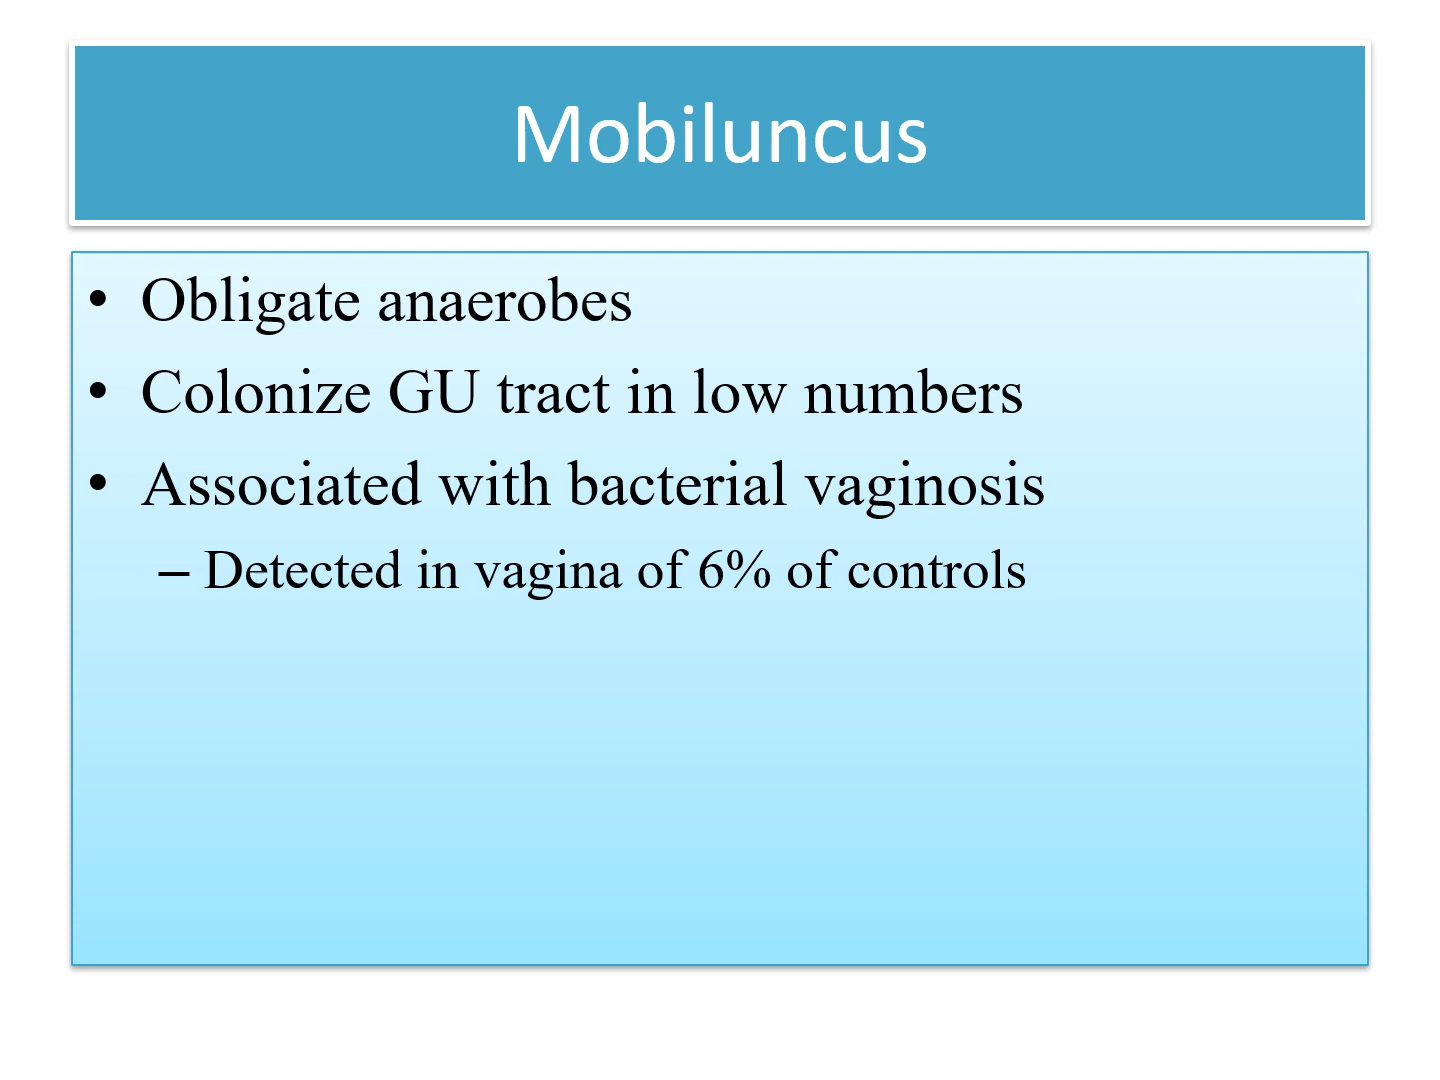 Mobiluncus
• Obligate anaerobes
• Colonize GU tract in low numbers
• Associated with bacterial vaginosis
– Detected in vagina of 6% of controls